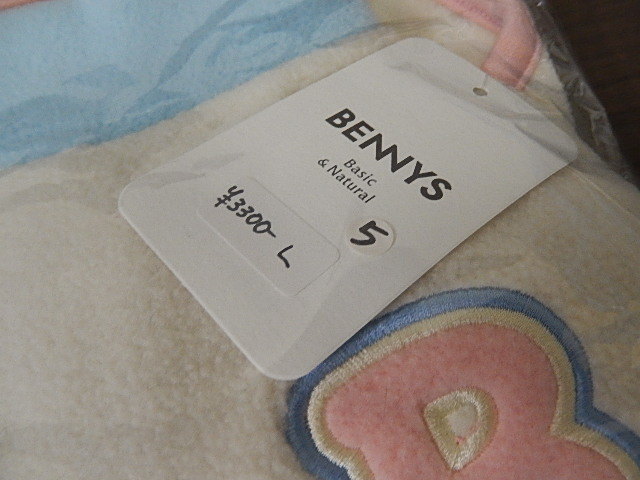 BENNYS
Basic
& Natural
5
¥3300- L
R